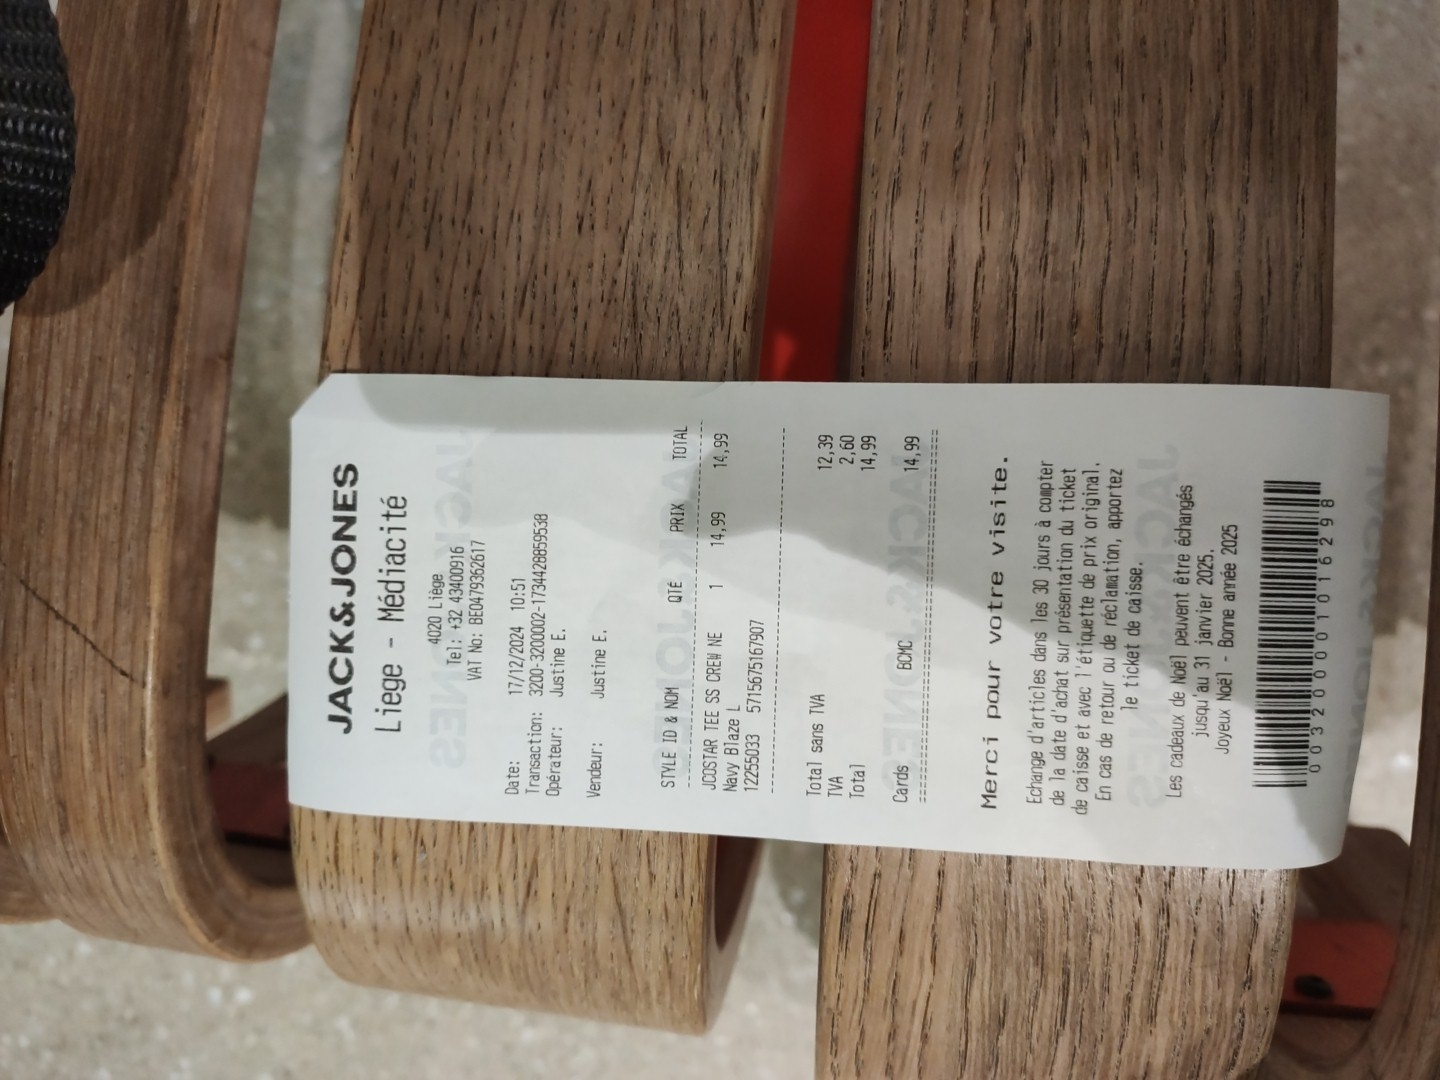 JACK&JONES
Liege - Médiacité
4020 Liège
Tel: +32 43400916
VAT No: BE0479362617
Date: 17/12/2024 10:51
Transaction: 3200-3200002-1734428859538
Opérateur: Justine E.
Vendeur: Justine E.
STYLE ID & NOM QTÉ PRIX TOTAL
JCOSTAR TEE SS CREW NE 1 14,99 14,99
Navy Blaze L
12255033 5715675167907
Total sans TVA 12,39
TVA 2,60
Total 14,99
Cards BCMC 14,99
Merci pour votre visite.
Echange d'articles dans les 30 jours à compter
de la date d'achat sur présentation du ticket
de caisse et avec l'étiquette de prix original.
En cas de retour ou de réclamation, apportez
le ticket de caisse.
Les cadeaux de Noël peuvent être échangés
jusqu'au 31 janvier 2025.
Joyeux Noël - Bonne année 2025
003200001016298